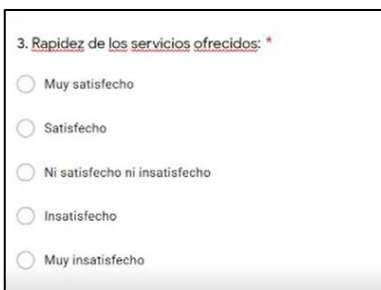 3. Rapidez de los servicios ofrecidos: *
Muy satisfecho
Satisfecho
Ni satisfecho ni insatisfecho
Insatisfecho
Muy insatisfecho